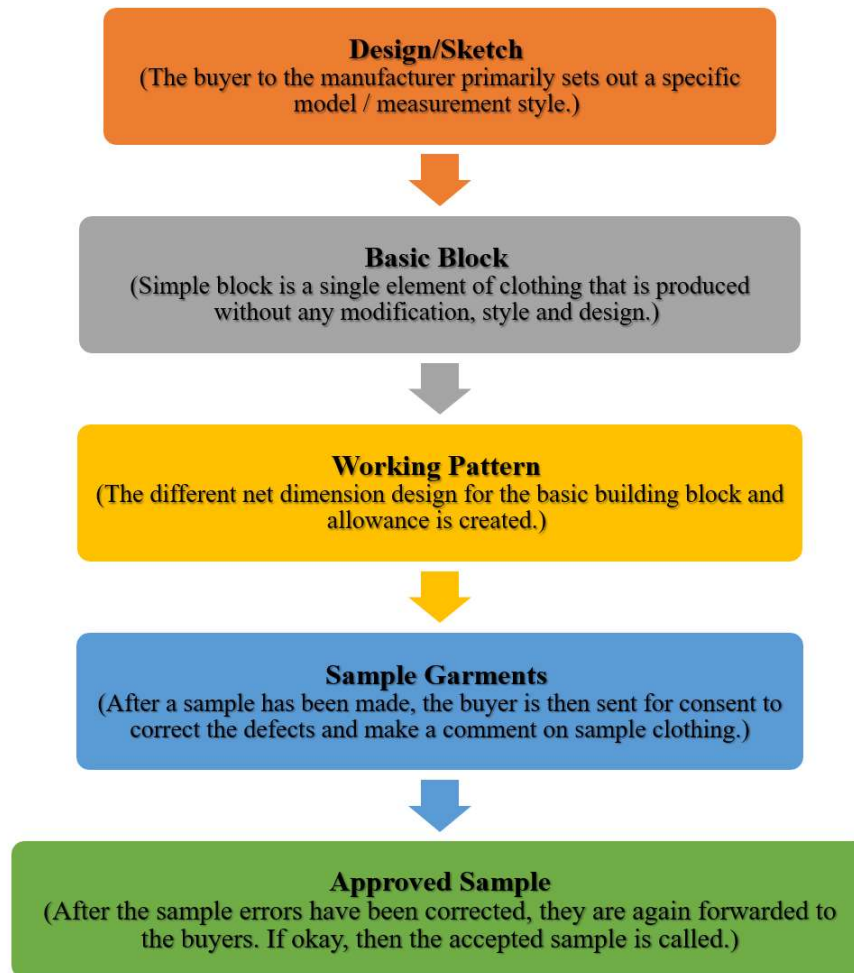 Design/Sketch
(The buyer to the manufacturer primarily sets out a specific
model / measurement style.)
Basic Block
(Simple block is a single element of clothing that is produced
without any modification, style and design.)
Working Pattern
(The different net dimension design for the basic building block and
allowance is created.)
Sample Garments
(After a sample has been made, the buyer is then sent for consent to
correct the defects and make a comment on sample clothing.)
Approved Sample
(After the sample errors have been corrected, they are again forwarded to
the buyers. If okay, then the accepted sample is called.)